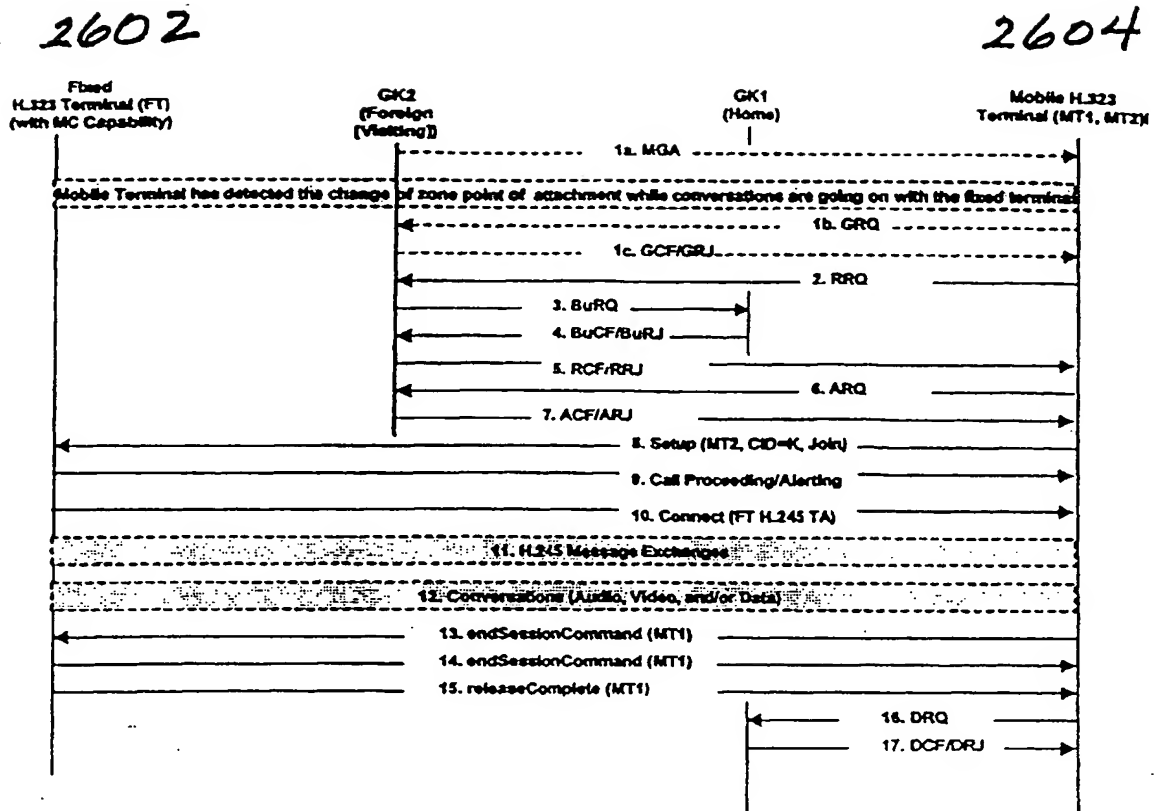 2602
2604
Fixed
H.323 Terminal (FT)
(with MC Capability)
GK2
(Foreign
[Visiting])
GK1
(Home)
Mobile H.323
Terminal (MT1, MT2)
1a. MGA
Mobile Terminal has detected the change of zone point of attachment while conversations are going on with the fixed terminal
1b. GRQ
1c. GCF/GRJ
2. RRQ
3. BuRQ
4. BuCF/BuRJ
5. RCF/RRJ
6. ARQ
7. ACF/ARJ
8. Setup (MT2, CID=K, Join)
9. Call Proceeding/Alerting
10. Connect (FT H.245 TA)
11. H.245 Message Exchanges
12. Conversations (Audio, Video, and/or Data)
13. endSessionCommand (MT1)
14. endSessionCommand (MT1)
15. releaseComplete (MT1)
16. DRQ
17. DCF/DRJ